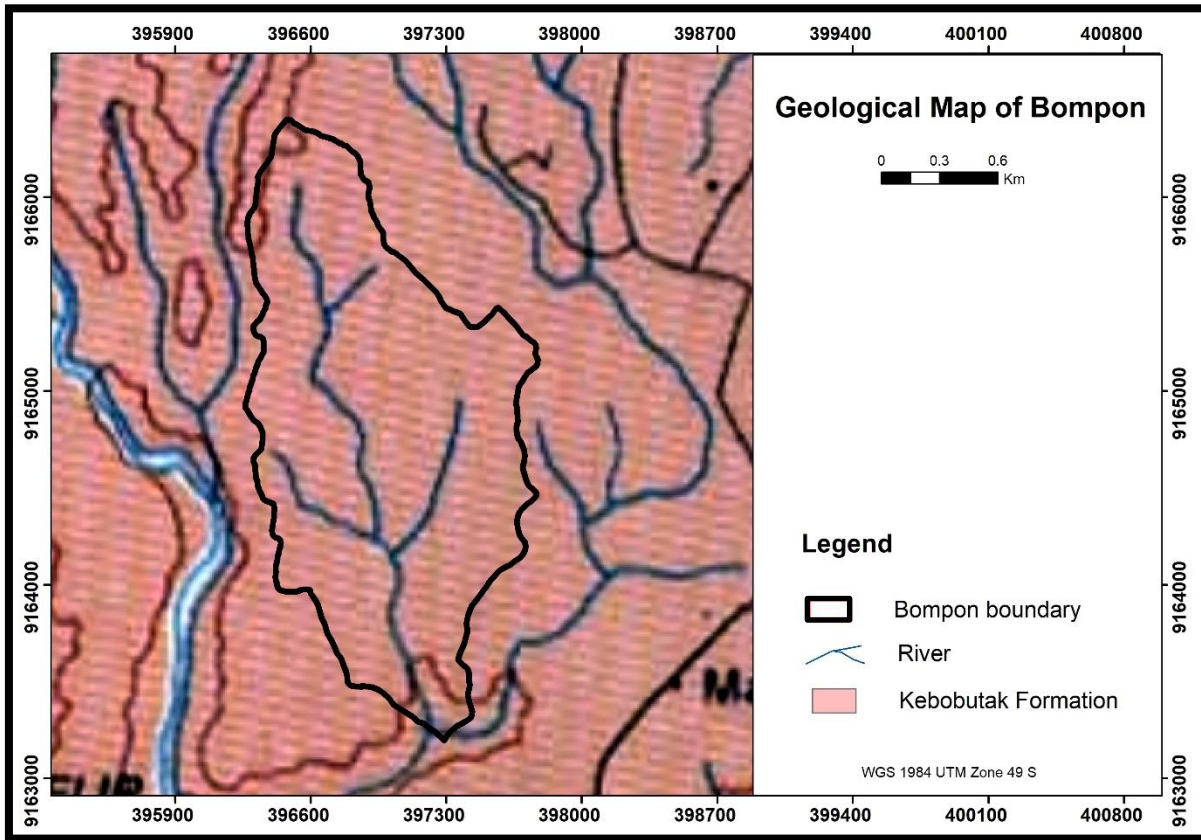 395900 396600 397300 398000 398700 399400 400100 400800
Geological Map of Bompon
0 0.3 0.6
Km
9166000 9166000
9165000 9165000
Legend
9164000 9164000
Bompon boundary
River
Ma
Kebobutak Formation
WGS 1984 UTM Zone 49 S
9163000 9163000
395900 396600 397300 398000 398700 399400 400100 400800